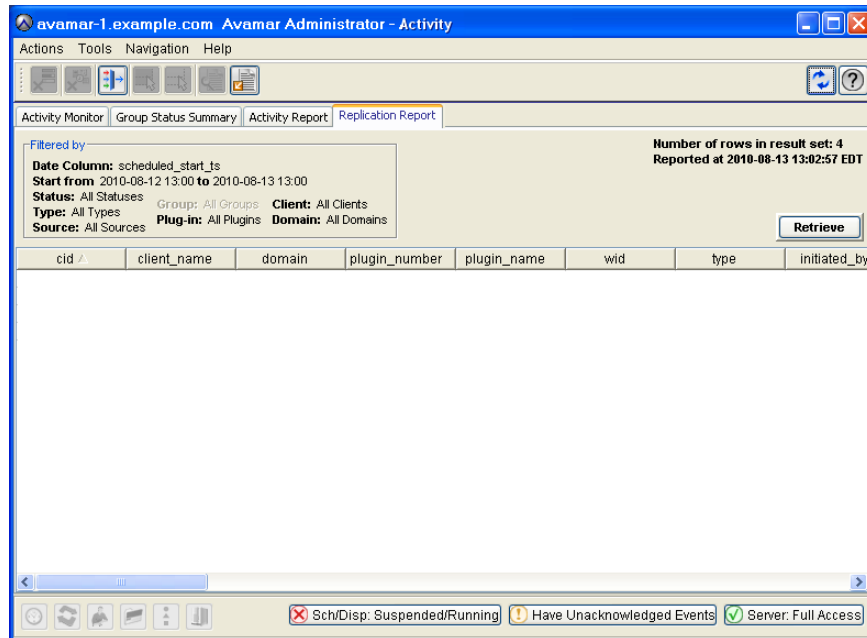 avamar-1.example.com Avamar Administrator - Activity
Actions Tools Navigation Help
Activity Monitor Group Status Summary Activity Report Replication Report
Filtered by
Date Column: scheduled_start_ts
Start from 2010-08-12 13:00 to 2010-08-13 13:00
Status: All Statuses
Group: All Groups Client: All Clients
Type: All Types
Plug-in: All Plugins Domain: All Domains
Source: All Sources
Number of rows in result set: 4
Reported at 2010-08-13 13:02:57 EDT
Retrieve
cid client_name domain plugin_number plugin_name wid type initiated_by
Sch/Disp: Suspended/Running Have Unacknowledged Events Server: Full Access